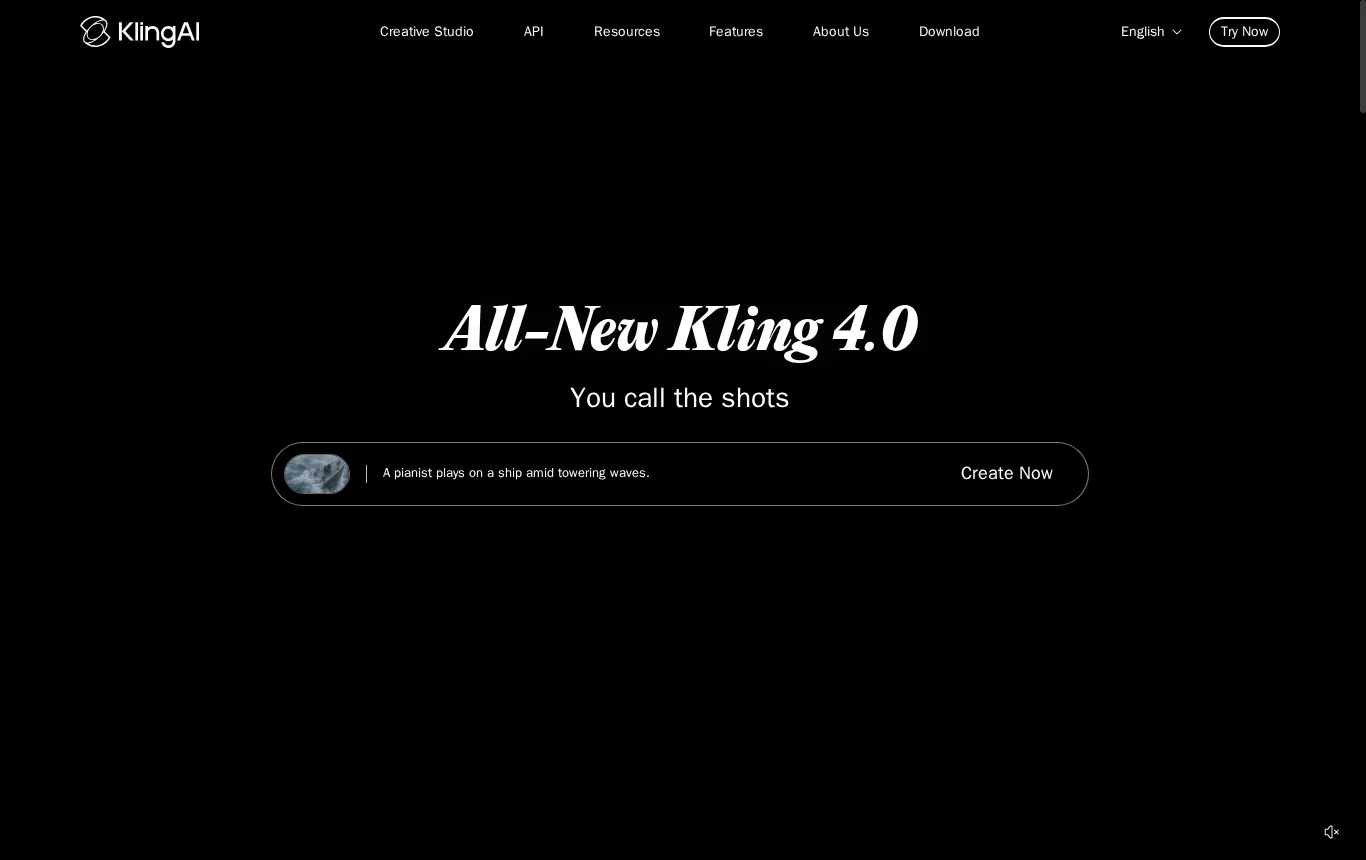 KlingAI
Creative Studio
API
Resources
Features
About Us
Download
English
Try Now
All-New Kling 4.0
You call the shots
A pianist plays on a ship amid towering waves.
Create Now